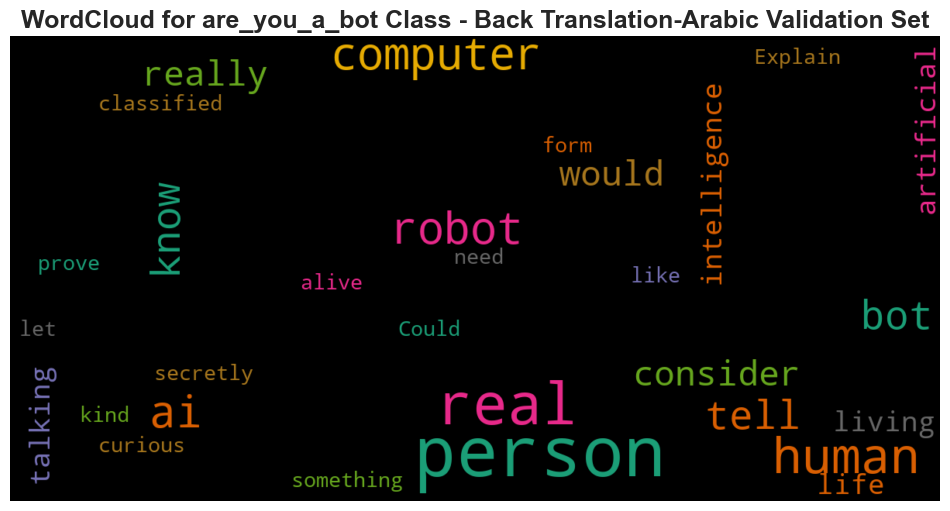 WordCloud for are_you_a_bot Class - Back Translation-Arabic Validation Set
computer
Explain
really
classified
artificial
intelligence
form
would
know
robot
need
prove
like
alive
bot
let
Could
secretly
consider
talking
kind
ai
real
tell
living
curious
person
human
something
life